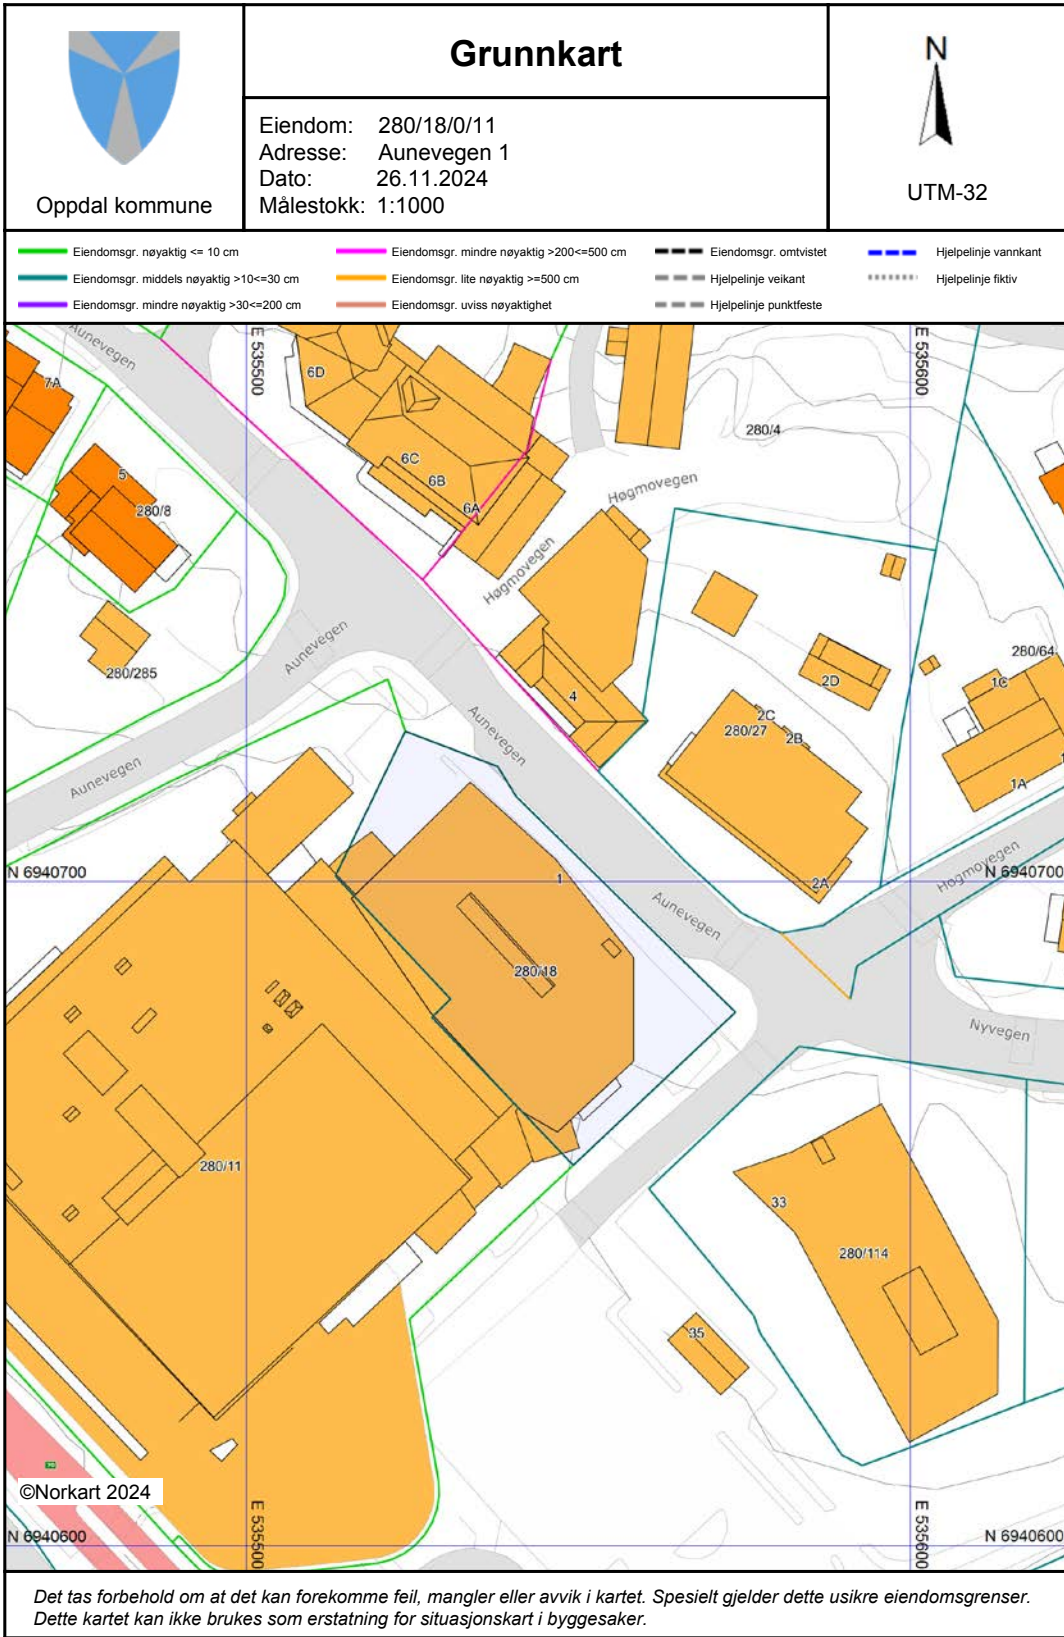 Grunnkart
Oppdal kommune
Eiendom: 280/18/0/11
Adresse: Aunevegen 1
Dato: 26.11.2024
Målestokk: 1:1000
N
UTM-32
Eiendomsgr. nøyaktig <= 10 cm
Eiendomsgr. middels nøyaktig >10<=30 cm
Eiendomsgr. mindre nøyaktig >30<=200 cm
Eiendomsgr. mindre nøyaktig >200<=500 cm
Eiendomsgr. lite nøyaktig >=500 cm
Eiendomsgr. uviss nøyaktighet
Eiendomsgr. omtvistet
Hjelpelinje veikant
Hjelpelinje punktfeste
Hjelpelinje vannkant
Hjelpelinje fiktiv
Aunevegen
E 535500
E 535600
7A
6D
280/4
6C
6B
6A
5
280/8
Høgmovegen
Høgmovegen
280/285
Aunevegen
280/64
1C
2D
4
2C
280/27
2B
Aunevegen
Aunevegen
1A
1
N 6940700
1
2A
Høgmovegen
N 6940700
Aunevegen
280/18
Nyvegen
280/11
33
280/114
35
©Norkart 2024
E 535500
E 535600
N 6940600
N 6940600
Det tas forbehold om at det kan forekomme feil, mangler eller avvik i kartet. Spesielt gjelder dette usikre eiendomsgrenser.
Dette kartet kan ikke brukes som erstatning for situasjonskart i byggesaker.